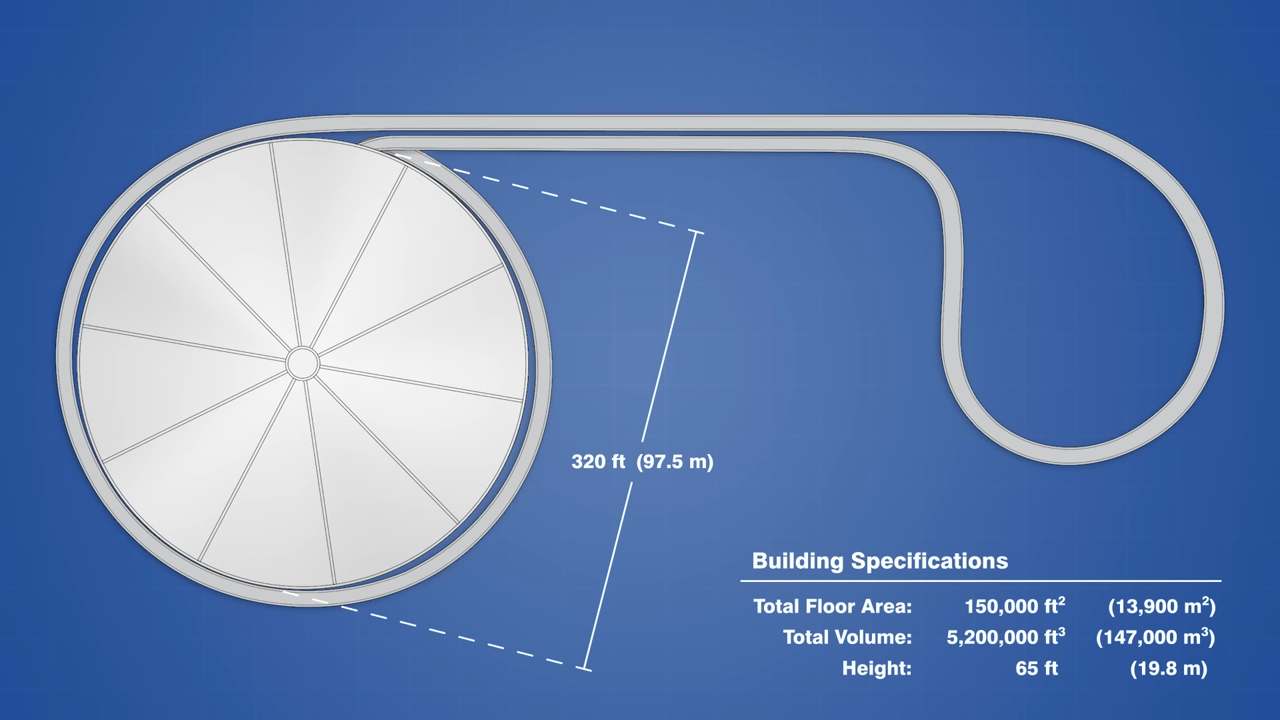 320 ft (97.5 m)
Building Specifications
Total Floor Area: 150,000 ft² (13,900 m²)
Total Volume: 5,200,000 ft³ (147,000 m³)
Height: 65 ft (19.8 m)